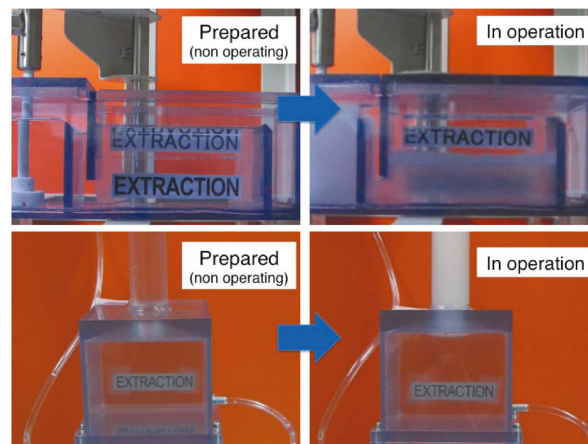 Prepared
(non operating)
In operation
EXTRACTION
EXTRACTION
EXTRACTION
Prepared
(non operating)
In operation
EXTRACTION
EXTRACTION